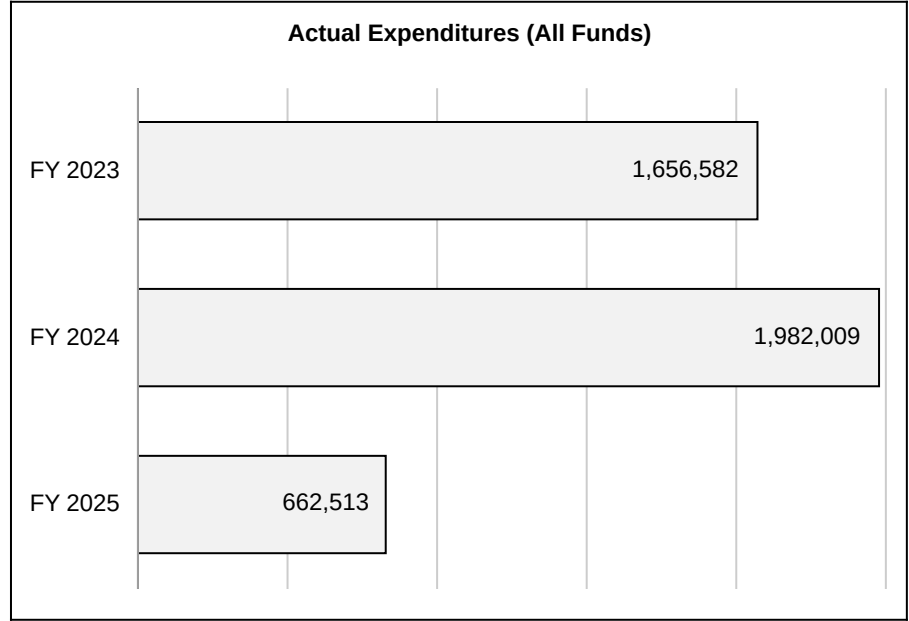 Actual Expenditures (All Funds)
FY 2023
1,656,582
FY 2024
1,982,009
FY 2025
662,513